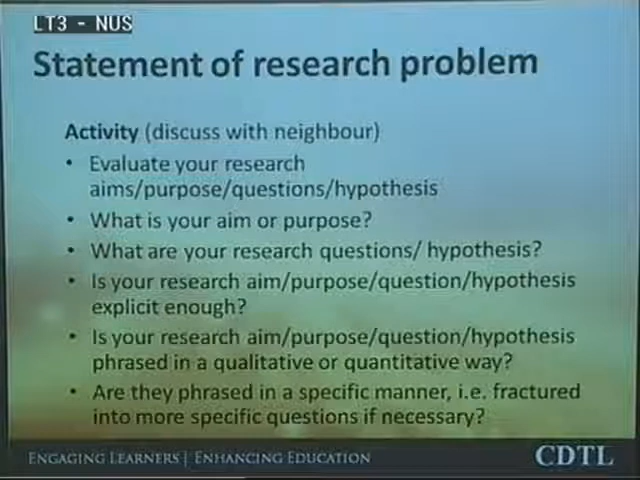 LT3 - NUS
Statement of research problem
Activity (discuss with neighbour)
• Evaluate your research
aims/purpose/questions/hypothesis
• What is your aim or purpose?
• What are your research questions/ hypothesis?
• Is your research aim/purpose/question/hypothesis
explicit enough?
• Is your research aim/purpose/question/hypothesis
phrased in a qualitative or quantitative way?
• Are they phrased in a specific manner, i.e. fractured
into more specific questions if necessary?
ENGAGING LEARNERS | ENHANCING EDUCATION
CDTL